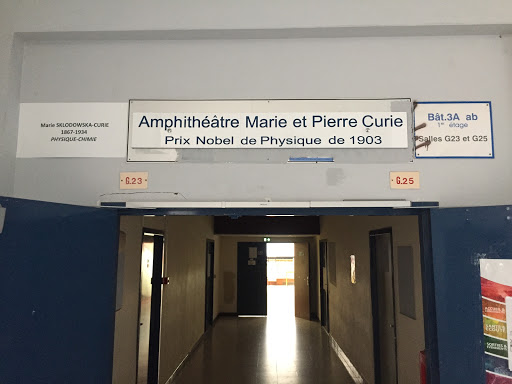 Marie SKLODOWSKA-CURIE
1867-1934
PHYSIQUE-CHIMIE
Amphithéâtre Marie et Pierre Curie
Prix Nobel de Physique de 1903
Bât.3A ab
1er étage
Salles G23 et G25
G.23
G.25